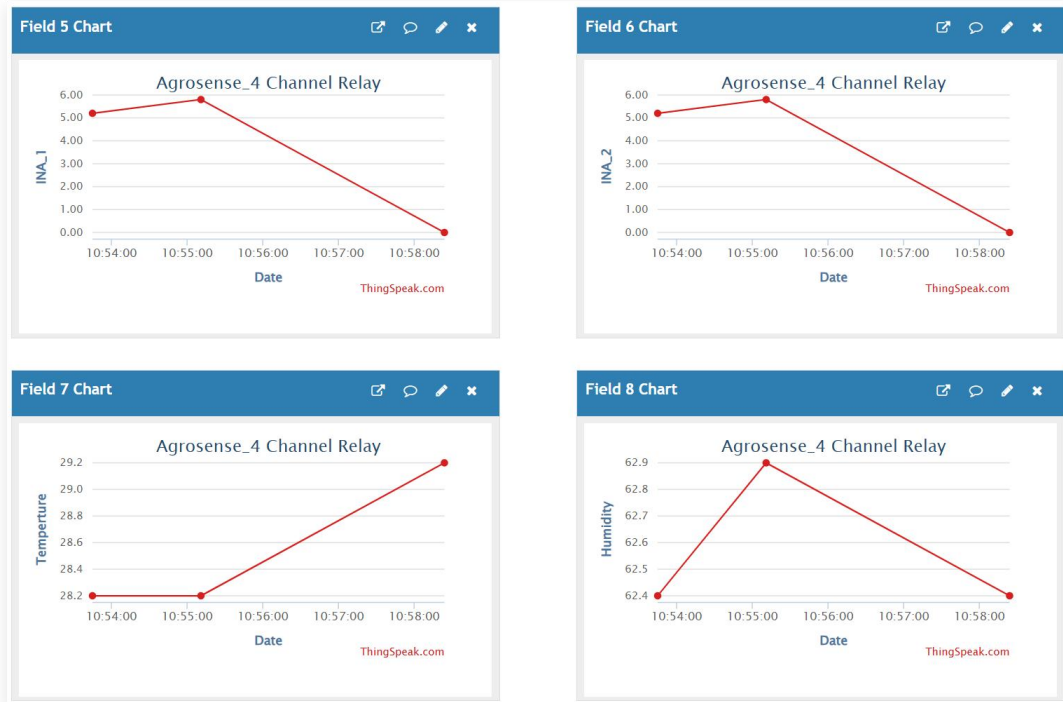 Field 5 Chart
Agrosense_4 Channel Relay
6.00
5.00
4.00
3.00
2.00
1.00
0.00
INA_1
10:54:00 10:55:00 10:56:00 10:57:00 10:58:00
Date
ThingSpeak.com
Field 6 Chart
Agrosense_4 Channel Relay
6.00
5.00
4.00
3.00
2.00
1.00
0.00
INA_2
10:54:00 10:55:00 10:56:00 10:57:00 10:58:00
Date
ThingSpeak.com
Field 7 Chart
Agrosense_4 Channel Relay
29.2
29.0
28.8
28.6
28.4
28.2
Temperture
10:54:00 10:55:00 10:56:00 10:57:00 10:58:00
Date
ThingSpeak.com
Field 8 Chart
Agrosense_4 Channel Relay
62.9
62.8
62.7
62.6
62.5
62.4
Humidity
10:54:00 10:55:00 10:56:00 10:57:00 10:58:00
Date
ThingSpeak.com